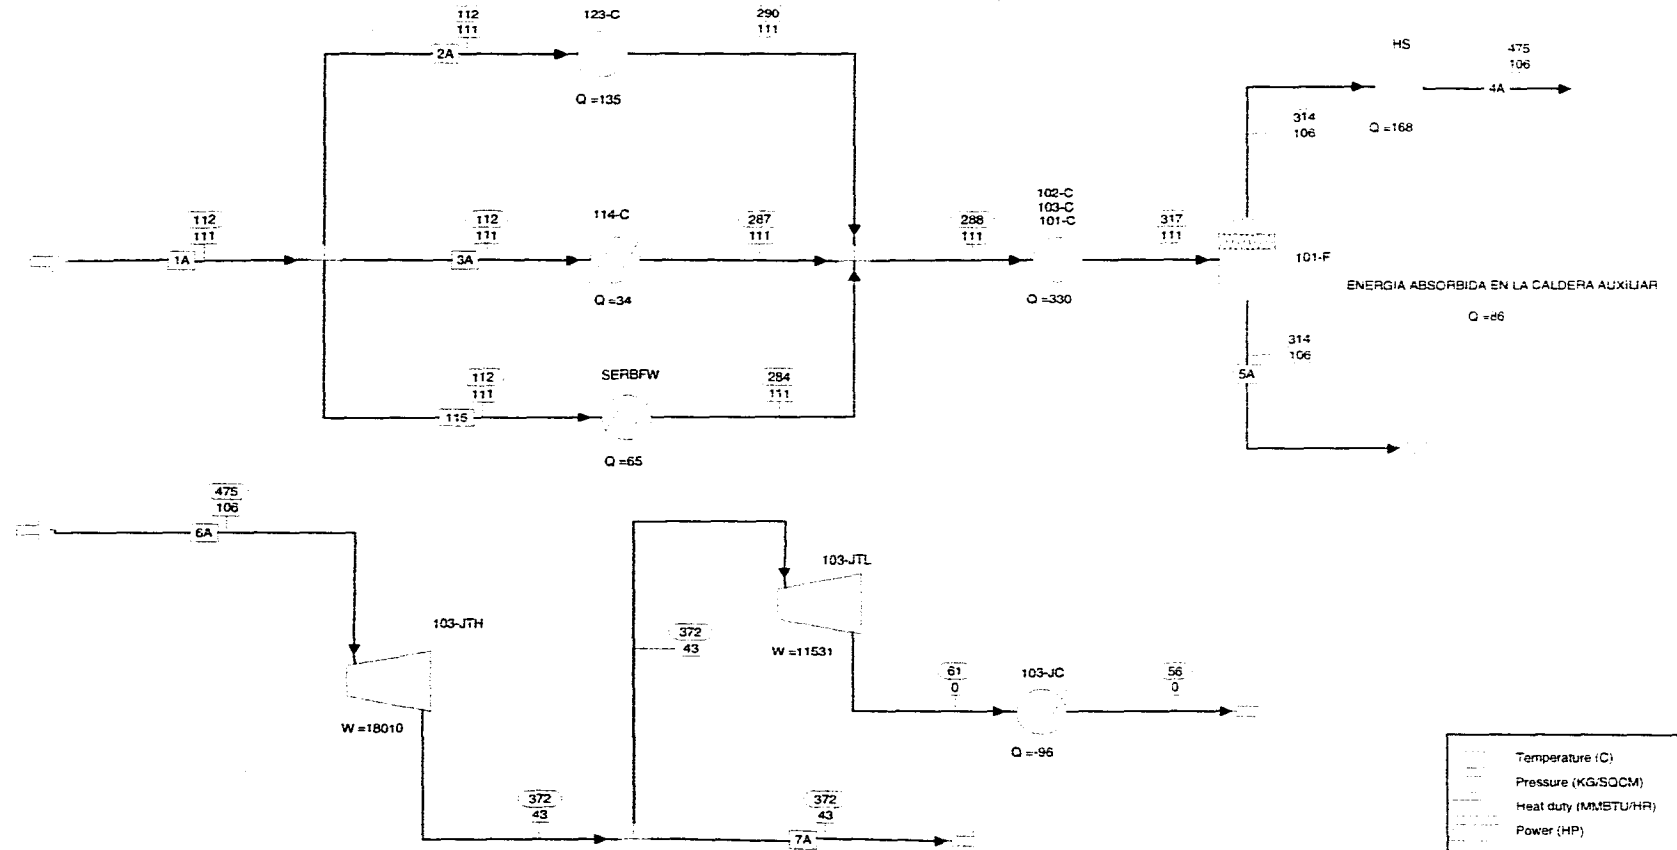 112
111
2A
123-C
Q =135
290
111
HS
475
106
4A
314
106
Q =168
112
111
1A
112
111
3A
114-C
Q =34
287
111
288
111
102-C
103-C
101-C
Q =330
317
111
101-F
ENERGIA ABSORBIDA EN LA CALDERA AUXILIAR
Q =86
314
106
5A
112
111
115
SERBFW
Q =65
284
111
475
106
6A
103-JTH
W =18010
372
43
103-JTL
W =11531
372
43
61
0
103-JC
Q =-96
56
0
372
43
7A
Temperature (C)
Pressure (KG/SQCM)
Heat duty (MMBTU/HR)
Power (HP)